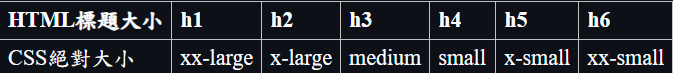 HTML標題大小 h1 h2 h3 h4 h5 h6
CSS絕對大小 xx-large x-large medium small x-small xx-small